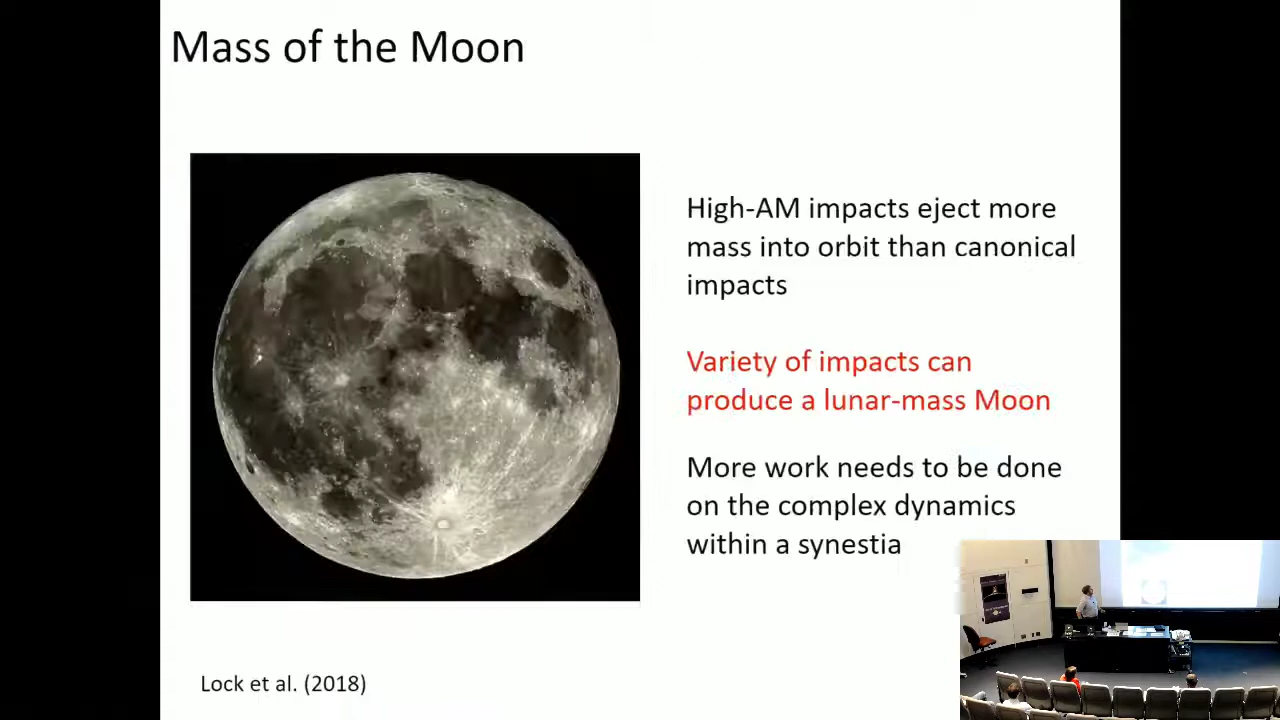 Mass of the Moon
High-AM impacts eject more
mass into orbit than canonical
impacts
Variety of impacts can
produce a lunar-mass Moon
More work needs to be done
on the complex dynamics
within a synestia
Lock et al. (2018)